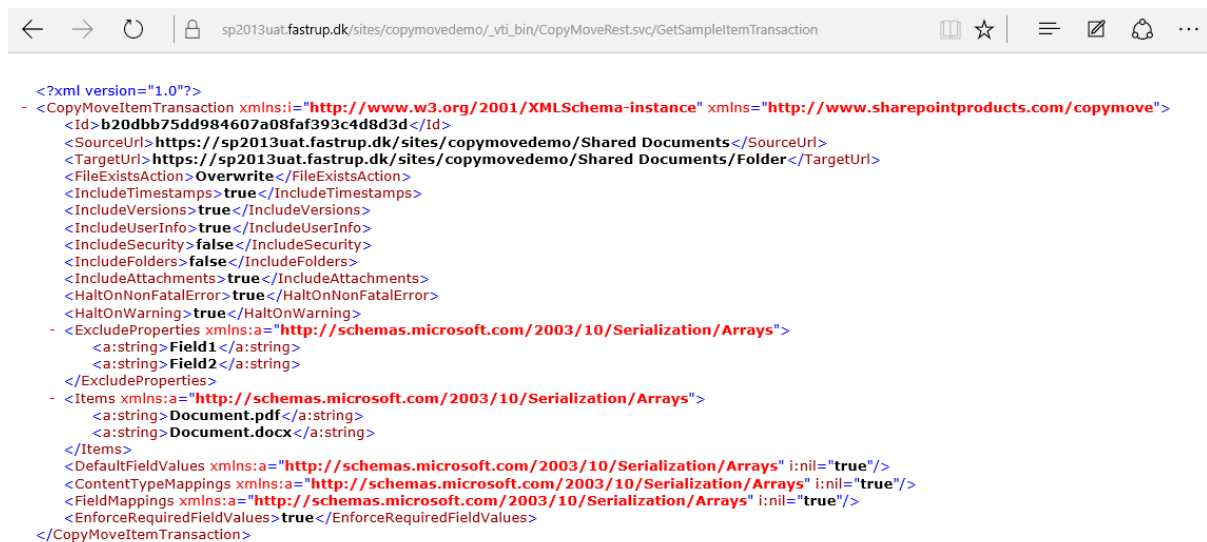 sp2013uat.fastrup.dk/sites/copymovedemo/_vti_bin/CopyMoveRest.svc/GetSampleItemTransaction
<?xml version="1.0"?>
- <CopyMoveItemTransaction xmlns:i="http://www.w3.org/2001/XMLSchema-instance" xmlns="http://www.sharepointproducts.com/copymove">
<Id>b20dbb75dd984607a08faf393c4d8d3d</Id>
<SourceUrl>https://sp2013uat.fastrup.dk/sites/copymovedemo/Shared Documents</SourceUrl>
<TargetUrl>https://sp2013uat.fastrup.dk/sites/copymovedemo/Shared Documents/Folder</TargetUrl>
<FileExistsAction>Overwrite</FileExistsAction>
<IncludeTimestamps>true</IncludeTimestamps>
<IncludeVersions>true</IncludeVersions>
<IncludeUserInfo>true</IncludeUserInfo>
<IncludeSecurity>false</IncludeSecurity>
<IncludeFolders>false</IncludeFolders>
<IncludeAttachments>true</IncludeAttachments>
<HaltOnNonFatalError>true</HaltOnNonFatalError>
<HaltOnWarning>true</HaltOnWarning>
- <ExcludeProperties xmlns:a="http://schemas.microsoft.com/2003/10/Serialization/Arrays">
<a:string>Field1</a:string>
<a:string>Field2</a:string>
</ExcludeProperties>
- <Items xmlns:a="http://schemas.microsoft.com/2003/10/Serialization/Arrays">
<a:string>Document.pdf</a:string>
<a:string>Document.docx</a:string>
</Items>
<DefaultFieldValues xmlns:a="http://schemas.microsoft.com/2003/10/Serialization/Arrays" i:nil="true"/>
<ContentTypeMappings xmlns:a="http://schemas.microsoft.com/2003/10/Serialization/Arrays" i:nil="true"/>
<FieldMappings xmlns:a="http://schemas.microsoft.com/2003/10/Serialization/Arrays" i:nil="true"/>
<EnforceRequiredFieldValues>true</EnforceRequiredFieldValues>
</CopyMoveItemTransaction>